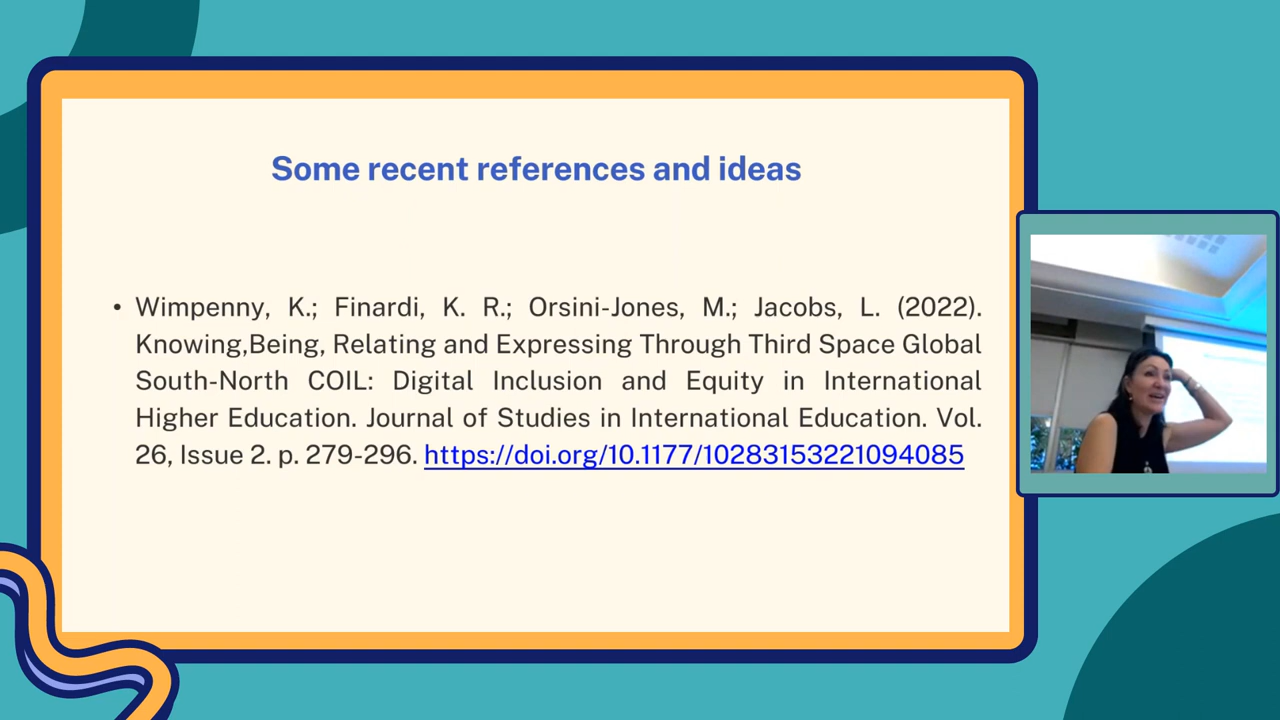 Some recent references and ideas
• Wimpenny, K.; Finardi, K. R.; Orsini-Jones, M.; Jacobs, L. (2022).
Knowing,Being, Relating and Expressing Through Third Space Global
South-North COIL: Digital Inclusion and Equity in International
Higher Education. Journal of Studies in International Education. Vol.
26, Issue 2. p. 279-296. https://doi.org/10.1177/10283153221094085